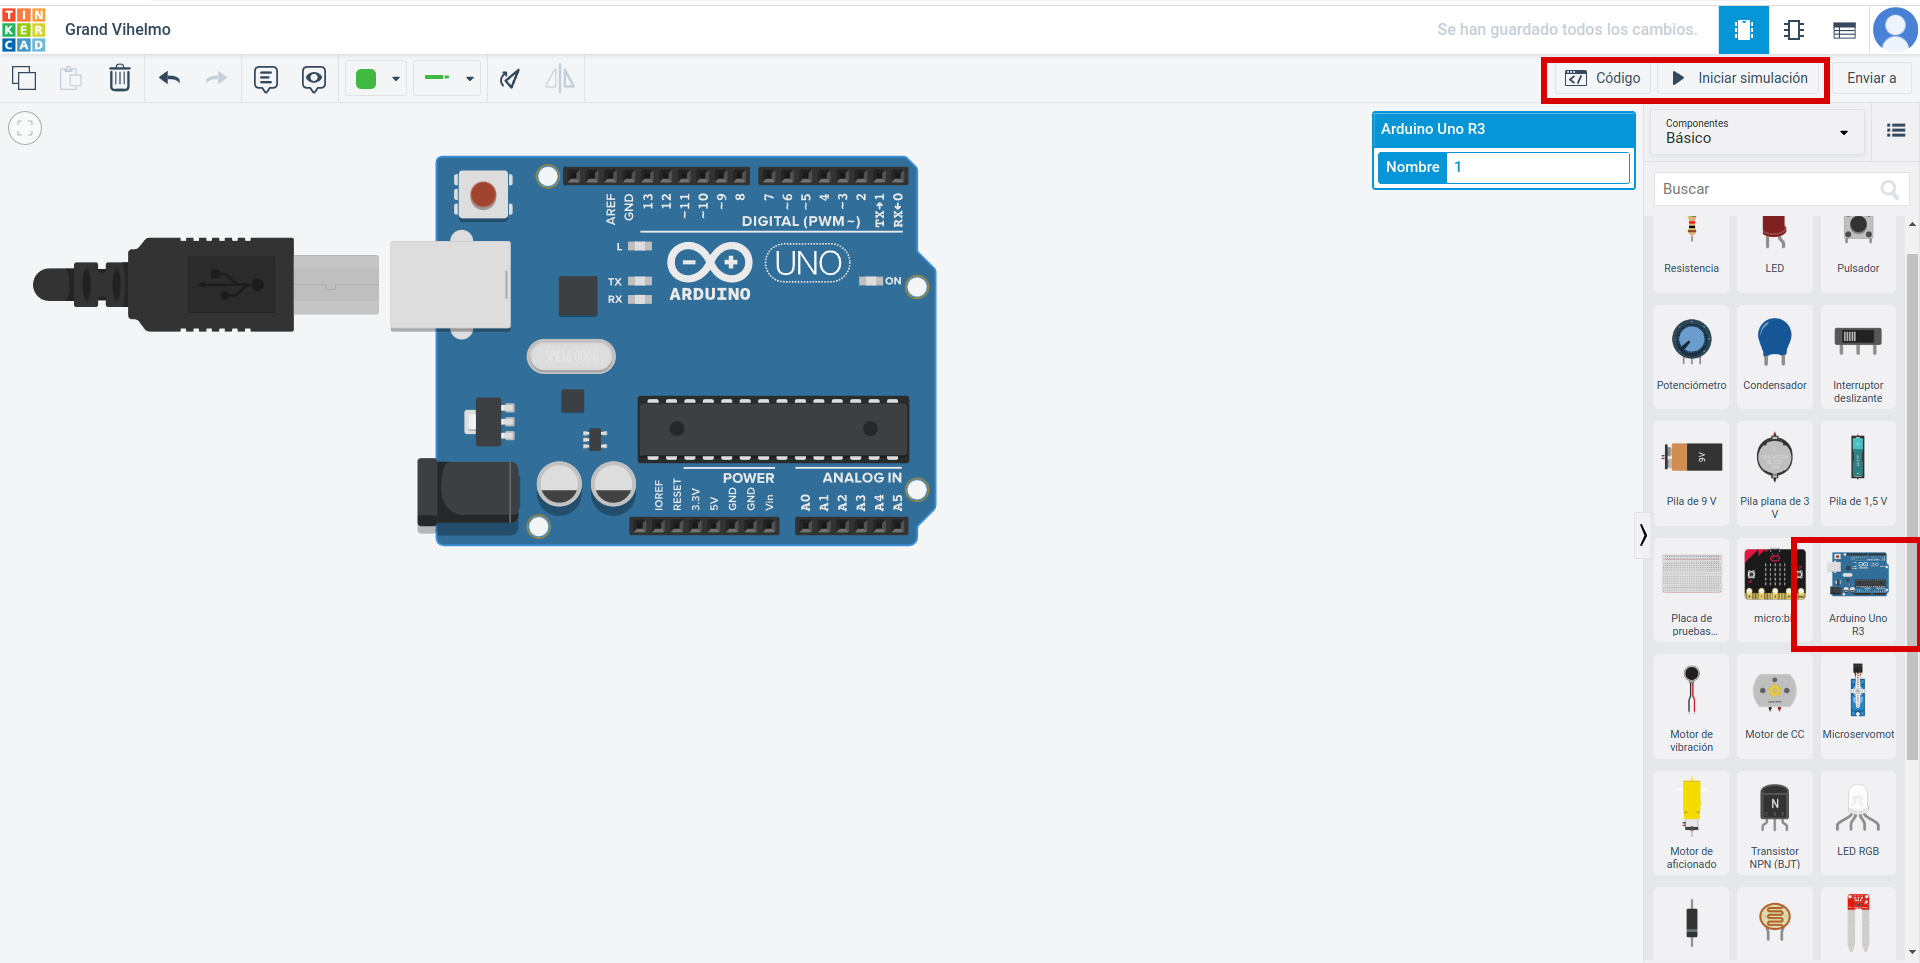 TIN
KER
CAD
Grand Vihelmo
Se han guardado todos los cambios.
Código
Iniciar simulación
Enviar a
Arduino Uno R3
Nombre
1
Componentes
Básico
Buscar
AREF
GND
13
12
~11
~10
~9
8
7
~6
~5
4
~3
2
TX→1
RX←0
DIGITAL (PWM~)
L
TX
RX
ARDUINO
UNO
ON
SPK16.000G
POWER
ANALOG IN
IOREF
RESET
3.3V
5V
GND
GND
Vin
A0
A1
A2
A3
A4
A5
Resistencia
LED
Pulsador
Potenciómetro
Condensador
Interruptor
deslizante
9V
Pila de 9 V
Pila plana de 3
V
Pila de 1,5 V
Placa de
pruebas...
micro:bi
Arduino Uno
R3
Motor de
vibración
Motor de CC
Microservomot
N
Motor de
aficionado
Transistor
NPN (BJT)
LED RGB